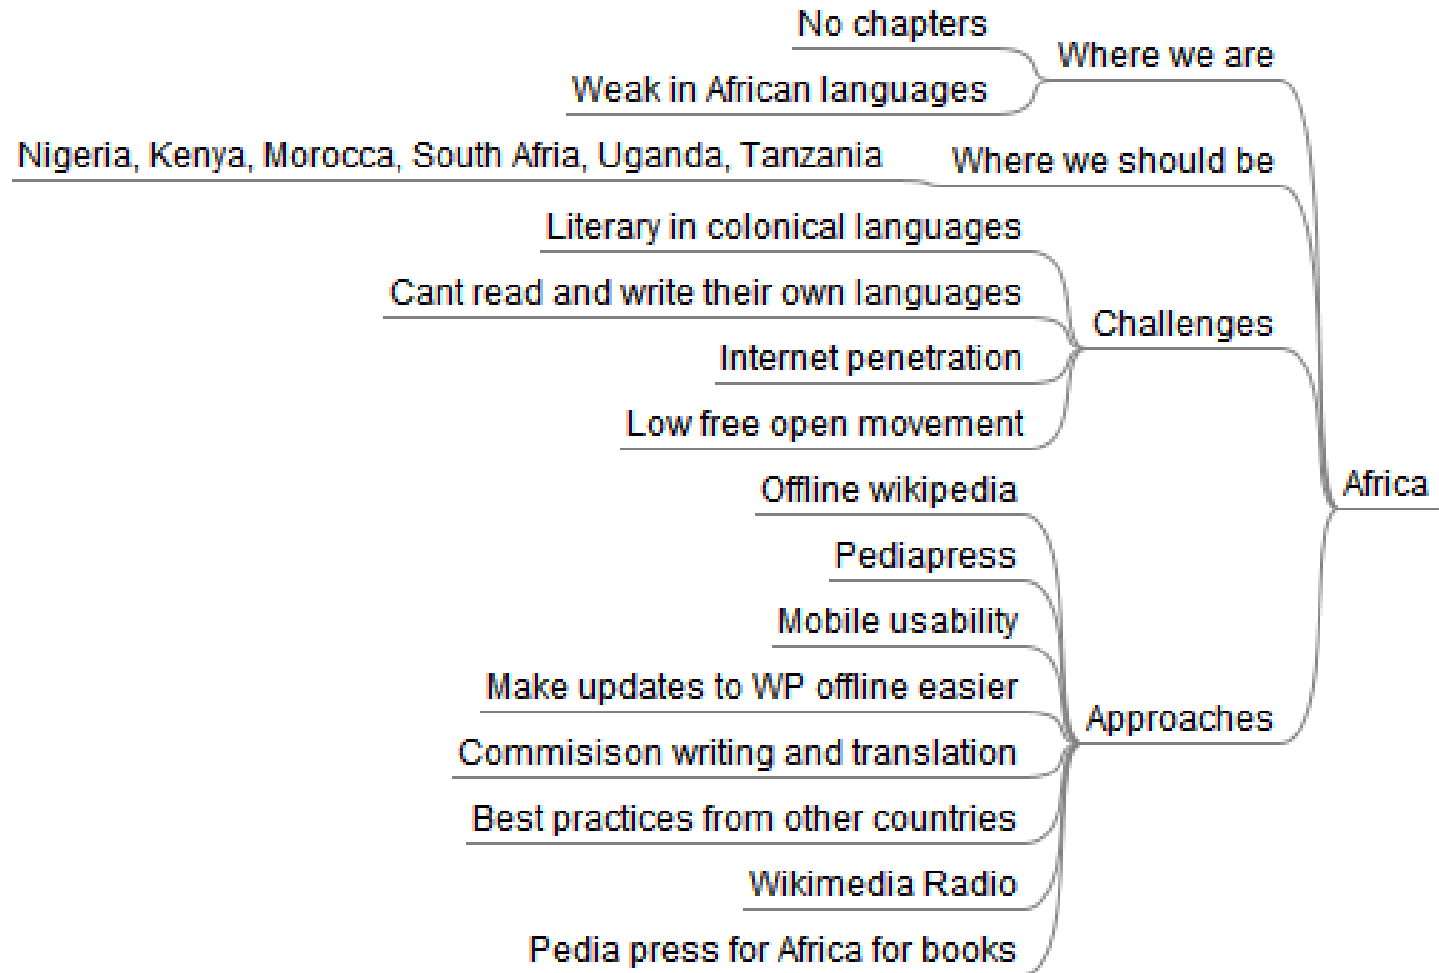 No chapters
Where we are
Weak in African languages
Nigeria, Kenya, Morocca, South Afria, Uganda, Tanzania
Where we should be
Literary in colonical languages
Cant read and write their own languages
Challenges
Internet penetration
Low free open movement
Offline wikipedia
Africa
Pediapress
Mobile usability
Make updates to WP offline easier
Approaches
Commisison writing and translation
Best practices from other countries
Wikimedia Radio
Pedia press for Africa for books